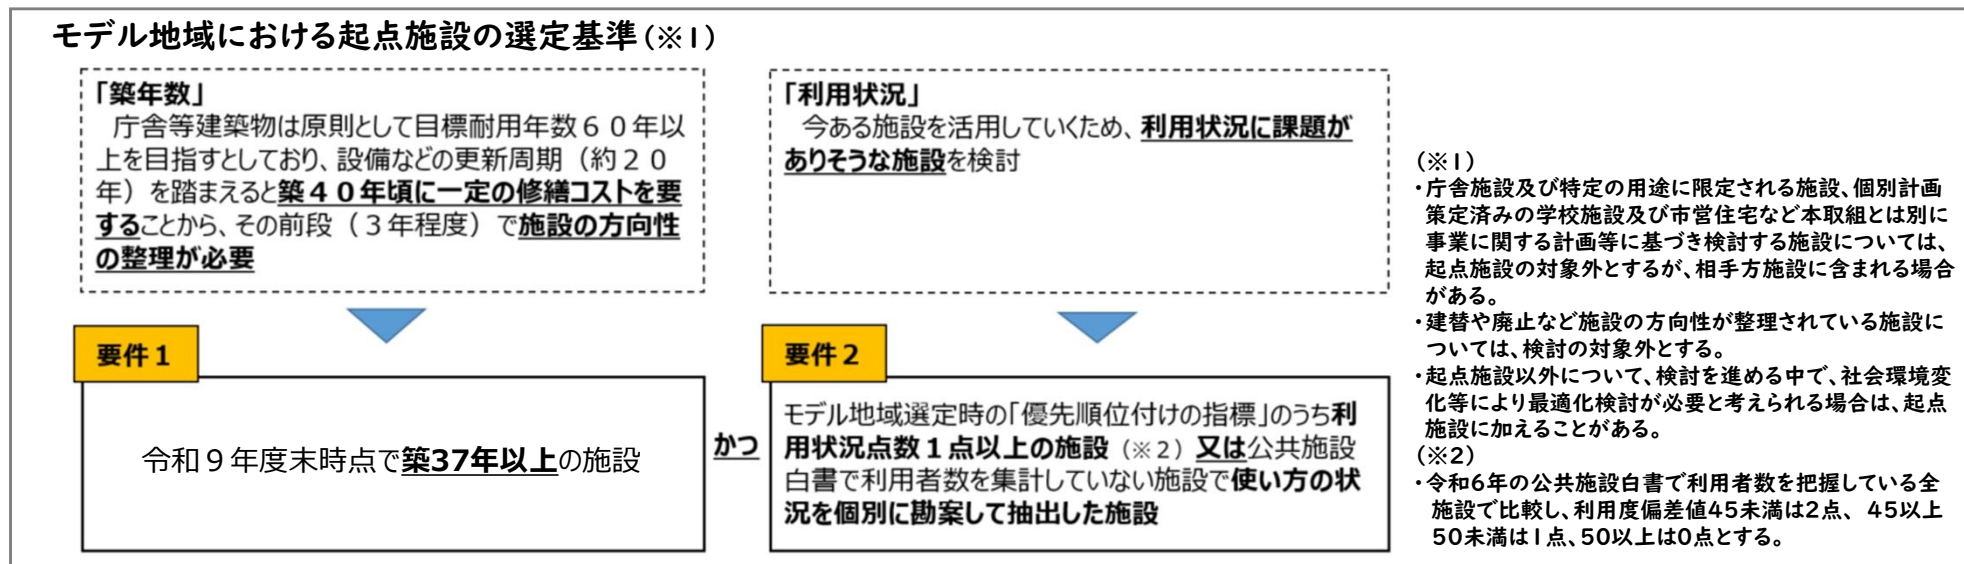 モデル地域における起点施設の選定基準(※1)
「築年数」
庁舎等建築物は原則として目標耐用年数６０年以
上を目指すとしており、設備などの更新周期（約２０
年）を踏まえると築４０年頃に一定の修繕コストを要
することから、その前段（３年程度）で施設の方向性
の整理が必要
「利用状況」
今ある施設を活用していくため、利用状況に課題が
ありそうな施設を検討
要件１
令和９年度末時点で築37年以上の施設
かつ
要件２
モデル地域選定時の「優先順位付けの指標」のうち利
用状況点数１点以上の施設（※２）又は公共施設
白書で利用者数を集計していない施設で使い方の状
況を個別に勘案して抽出した施設
(※1)
・庁舎施設及び特定の用途に限定される施設、個別計画
策定済みの学校施設及び市営住宅など本取組とは別に
事業に関する計画等に基づき検討する施設については、
起点施設の対象外とするが、相手方施設に含まれる場合
がある。
・建替や廃止など施設の方向性が整理されている施設に
ついては、検討の対象外とする。
・起点施設以外について、検討を進める中で、社会環境変
化等により最適化検討が必要と考えられる場合は、起点
施設に加えることがある。
(※2)
・令和6年の公共施設白書で利用者数を把握している全
施設で比較し、利用度偏差値45未満は2点、45以上
50未満は1点、50以上は0点とする。